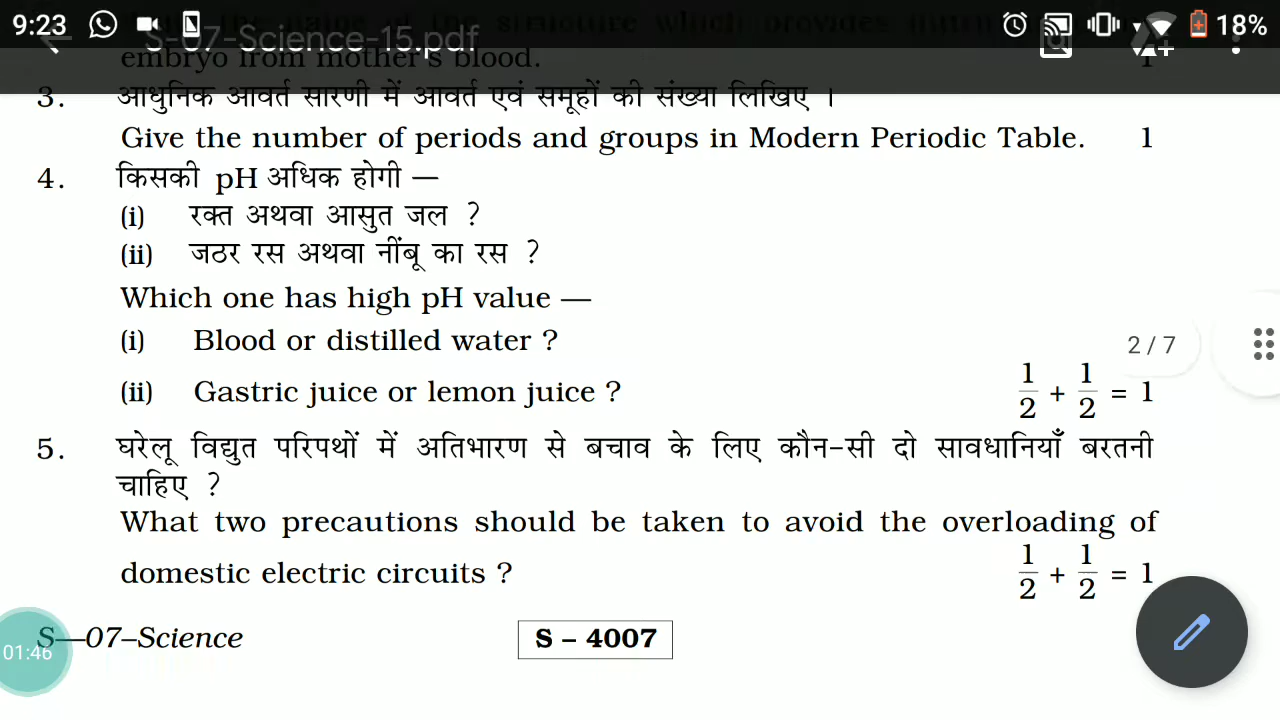 9:23
18%
S-07-Science-15.pdf
embryo from mother's blood. 1
3. आधुनिक आवर्त सारणी में आवर्त एवं समूहों की संख्या लिखिए ।
Give the number of periods and groups in Modern Periodic Table. 1
4. किसकी pH अधिक होगी —
(i) रक्त अथवा आसुत जल ?
(ii) जठर रस अथवा नींबू का रस ?
Which one has high pH value —
(i) Blood or distilled water ?
2 / 7
(ii) Gastric juice or lemon juice ? 1/2 + 1/2 = 1
5. घरेलू विद्युत परिपथों में अतिभारण से बचाव के लिए कौन-सी दो सावधानियाँ बरतनी
चाहिए ?
What two precautions should be taken to avoid the overloading of
domestic electric circuits ? 1/2 + 1/2 = 1
S—07–Science S – 4007
01:46